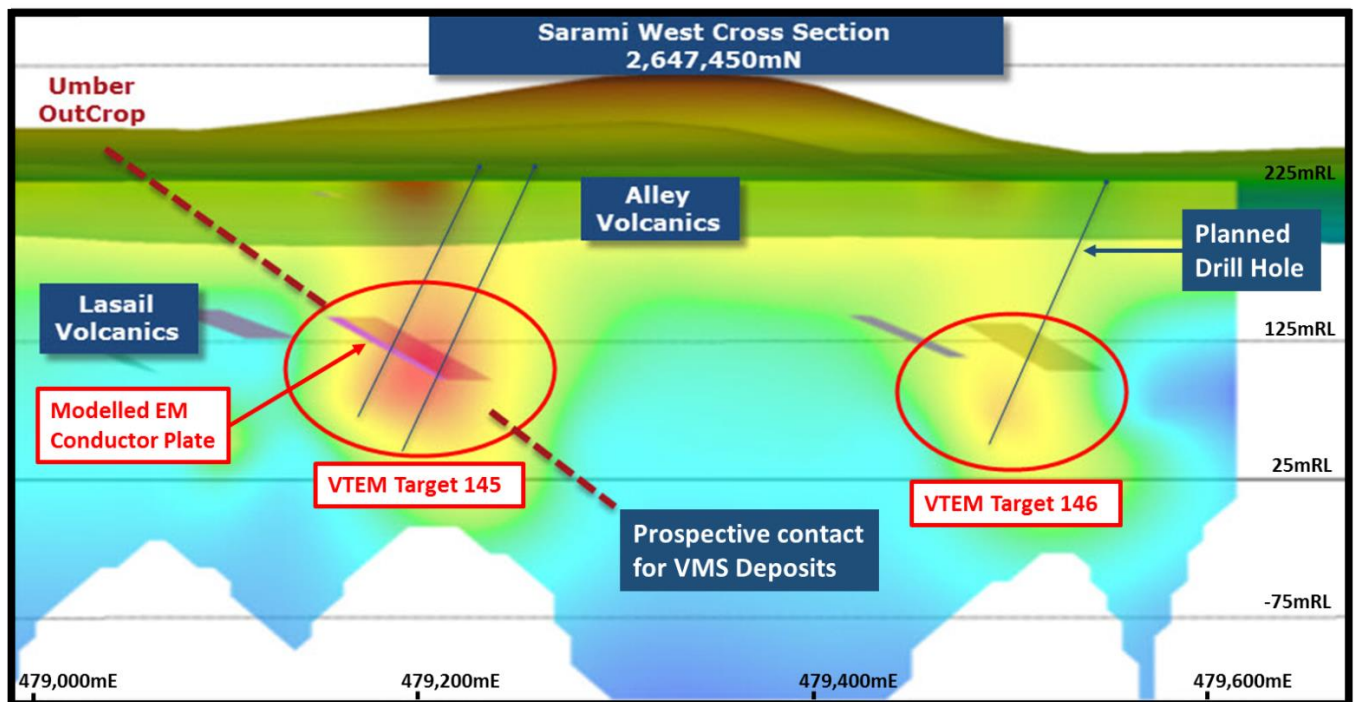 Sarami West Cross Section
2,647,450mN
Umber
OutCrop
225mRL
Alley
Volcanics
Planned
Drill Hole
Lasail
Volcanics
125mRL
Modelled EM
Conductor Plate
VTEM Target 145
25mRL
VTEM Target 146
Prospective contact
for VMS Deposits
-75mRL
479,000mE
479,200mE
479,400mE
479,600mE